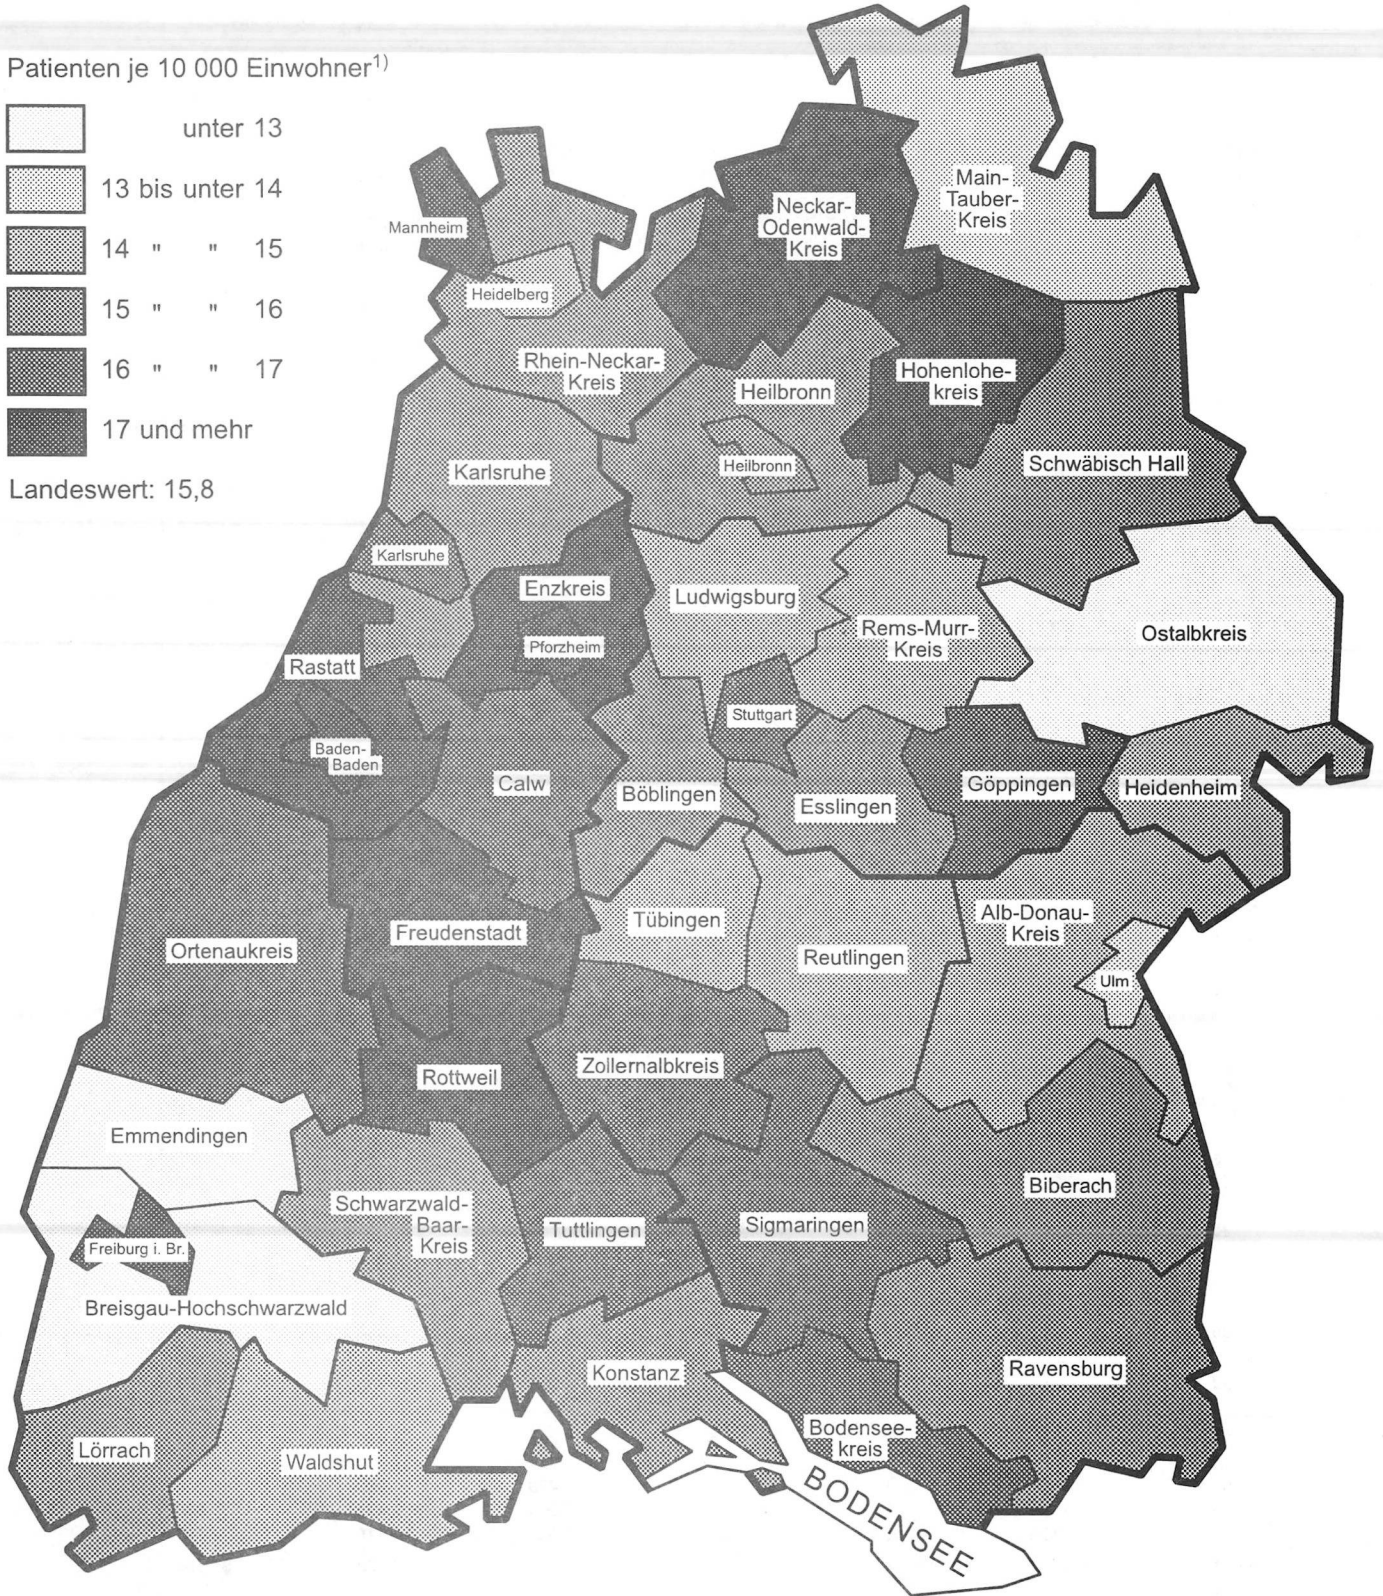 Patienten je 10 000 Einwohner1)
unter 13
13 bis unter 14
14 " " 15
15 " " 16
16 " " 17
17 und mehr
Landeswert: 15,8
Main-
Tauber-
Kreis
Neckar-
Odenwald-
Kreis
Mannheim
Heidelberg
Rhein-Neckar-
Kreis
Heilbronn
Hohenlohe-
kreis
Karlsruhe
Heilbronn
Schwäbisch Hall
Karlsruhe
Enzkreis
Ludwigsburg
Rems-Murr-
Kreis
Ostalbkreis
Pforzheim
Rastatt
Stuttgart
Baden-
Baden
Calw
Böblingen
Esslingen
Göppingen
Heidenheim
Ortenaukreis
Freudenstadt
Tübingen
Reutlingen
Alb-Donau-
Kreis
Ulm
Rottweil
Zollernalbkreis
Emmendingen
Schwarzwald-
Baar-
Kreis
Tuttlingen
Sigmaringen
Biberach
Freiburg i. Br.
Breisgau-Hochschwarzwald
Konstanz
Ravensburg
Lörrach
Waldshut
Bodensee-
kreis
BODENSEE